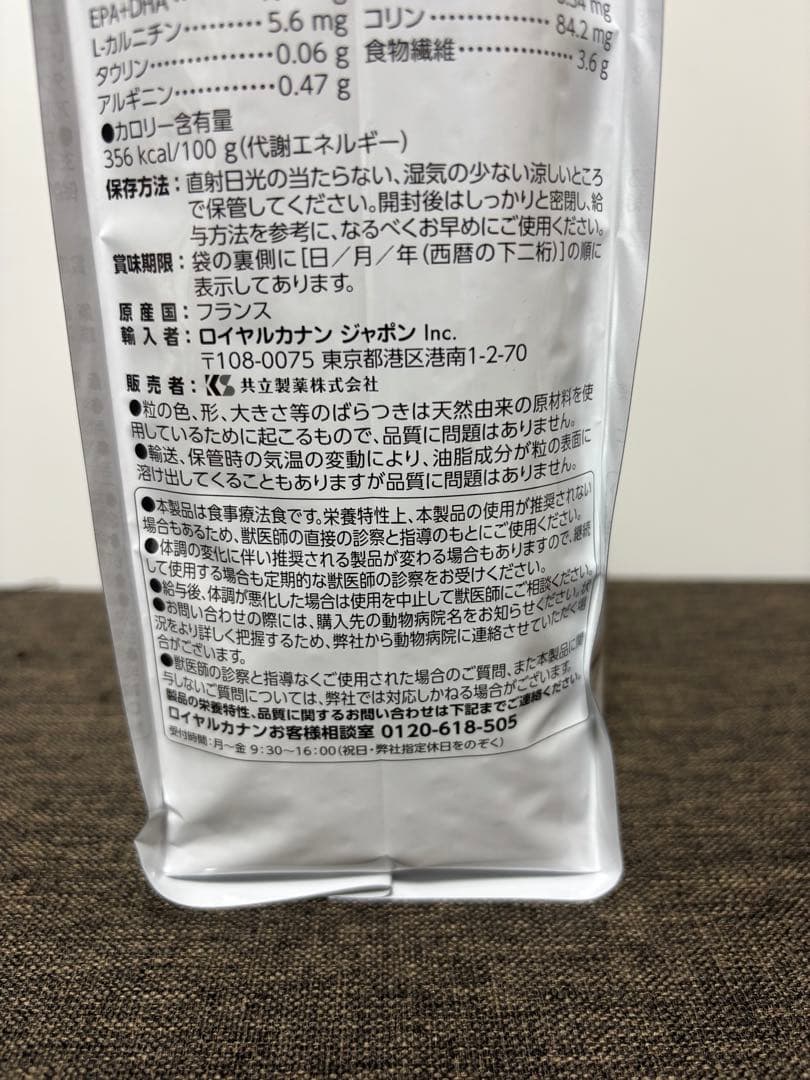 EPA+DHA
L-カルニチン・・・・・・・・・・・5.6 mg
コリン・・・・・・・・・・・・・・84.2 mg
タウリン・・・・・・・・・・・・・・0.06 g
食物繊維・・・・・・・・・・・・・・3.6 g
アルギニン・・・・・・・・・・・0.47 g
●カロリー含有量
356 kcal/100 g(代謝エネルギー)
保存方法：直射日光の当たらない、湿気の少ない涼しいところ
で保管してください。開封後はしっかりと密閉し、給
与方法を参考に、なるべくお早めにご使用ください。
賞味期限：袋の裏側に[日／月／年(西暦の下二桁)]の順に
表示してあります。
原産国：フランス
輸入者：ロイヤルカナン ジャポン Inc.
〒108-0075 東京都港区港南1-2-70
販売者：KS 共立製薬株式会社
●粒の色、形、大きさ等のばらつきは天然由来の原材料を使
用しているために起こるもので、品質に問題はありません。
●輸送、保管時の気温の変動により、油脂成分が粒の表面に
溶け出してくることもありますが品質に問題はありません。
●本製品は食事療法食です。栄養特性上、本製品の使用が推奨されない
場合もあるため、獣医師の直接の診察と指導のもとにご使用ください。
●体調の変化に伴い推奨される製品が変わる場合もありますので、継続
して使用する場合も定期的な獣医師の診察をお受けください。
●給与後、体調が悪化した場合は使用を中止して獣医師にご相談ください。
●お問い合わせの際には、購入先の動物病院名をお知らせください。状
況をより詳しく把握するため、弊社から動物病院に連絡させていただく場
合がございます。
●獣医師の診察と指導なくご使用された場合のご質問、また本製品に関
与しないご質問については、弊社では対応しかねる場合がございます。
製品の栄養特性、品質に関するお問い合わせは下記までご連絡ください。
ロイヤルカナンお客様相談室 0120-618-505
受付時間：月～金 9:30～16:00(祝日・弊社指定休日をのぞく)